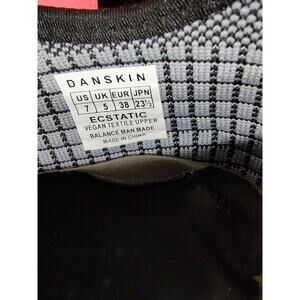 DANSKIN
US UK EUR JPN
7 5 38 23½
ECSTATIC
VEGAN TEXTILE UPPER
BALANCE MAN MADE
MADE IN CHINA